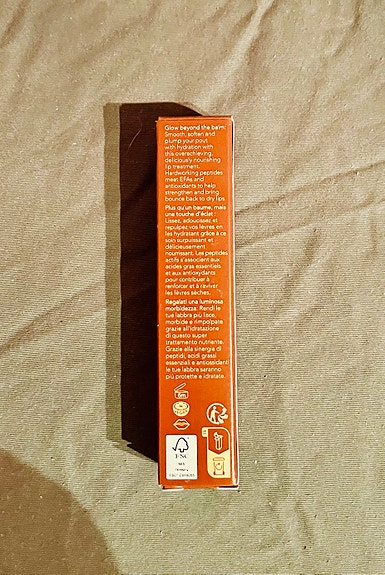 Glow beyond the balm:
Smooth, soften and
plump your pout
with hydration with
this overachieving,
deliciously nourishing
lip treatment.
Hardworking peptides
meet EFAs and
antioxidants to help
strengthen and bring
bounce back to dry lips.
Plus qu'un baume, mais
une touche d'éclat :
Lissez, adoucissez et
repulpez vos lèvres en
les hydratant grâce à ce
soin surpuissant et
délicieusement
nourrissant. Les peptides
actifs s'associent aux
acides gras essentiels
et aux antioxydants
pour contribuer à
renforcer et à raviver
les lèvres sèches.
Regalati una luminosa
morbidezza: Rendi le
tue labbra più lisce,
morbide e rimpolpate
grazie all'idratazione
di questo super
trattamento nutriente.
Grazie alla sinergia di
peptidi, acidi grassi
essenziali e antiossidanti
le tue labbra saranno
più protette e idratate.
6m
FSC
MIX